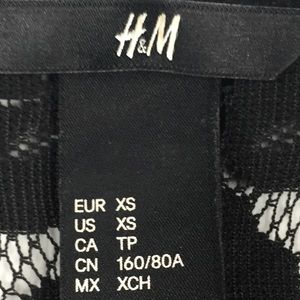 H&M
EUR XS
US XS
CA TP
CN 160/80A
MX XCH